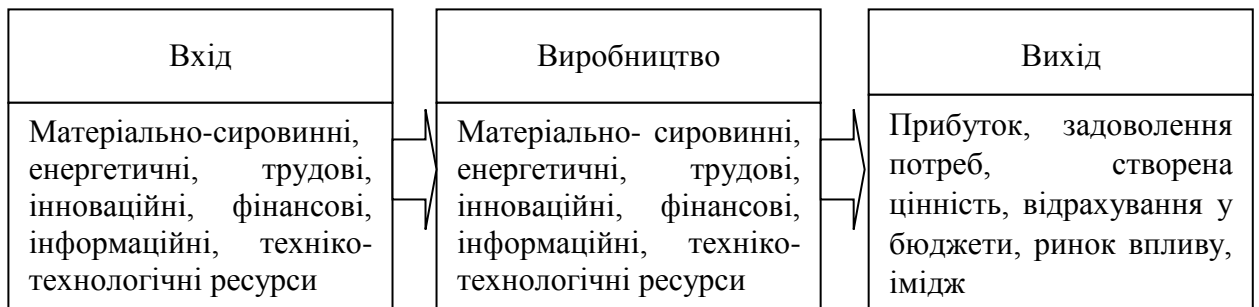 Вхід
Матеріально-сировинні,
енергетичні, трудові,
інноваційні, фінансові,
інформаційні, техніко-
технологічні ресурси
Виробництво
Матеріально- сировинні,
енергетичні, трудові,
інноваційні, фінансові,
інформаційні, техніко-
технологічні ресурси
Вихід
Прибуток, задоволення
потреб, створена
цінність, відрахування у
бюджети, ринок впливу,
імідж